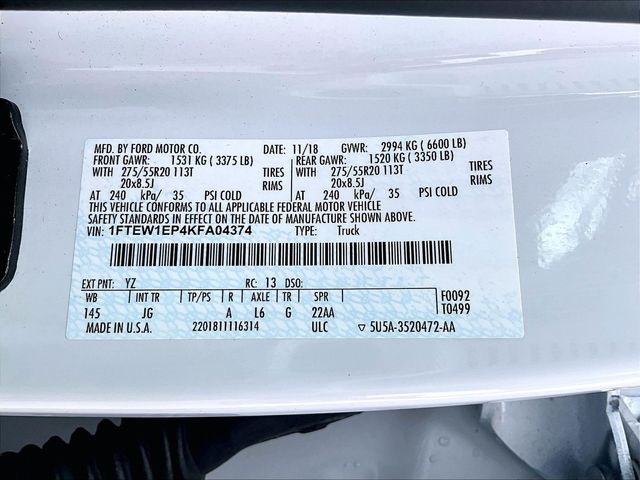 MFD. BY FORD MOTOR CO. DATE: 11/18 GVWR: 2994 KG ( 6600 LB)
FRONT GAWR: 1531 KG ( 3375 LB) REAR GAWR: 1520 KG ( 3350 LB)
WITH 275/55R20 113T TIRES WITH 275/55R20 113T TIRES
20x8.5J RIMS 20x8.5J RIMS
AT 240 kPa/ 35 PSI COLD AT 240 kPa/ 35 PSI COLD
THIS VEHICLE CONFORMS TO ALL APPLICABLE FEDERAL MOTOR VEHICLE
SAFETY STANDARDS IN EFFECT ON THE DATE OF MANUFACTURE SHOWN ABOVE.
VIN: 1FTEW1EP4KFA04374 TYPE: Truck
EXT PNT: YZ RC: 13 DSO:
WB INT TR TP/PS R AXLE TR SPR F0092
145 JG A L6 G 22AA T0499
MADE IN U.S.A. 2201811116314 ULC ▽ 5U5A-3520472-AA